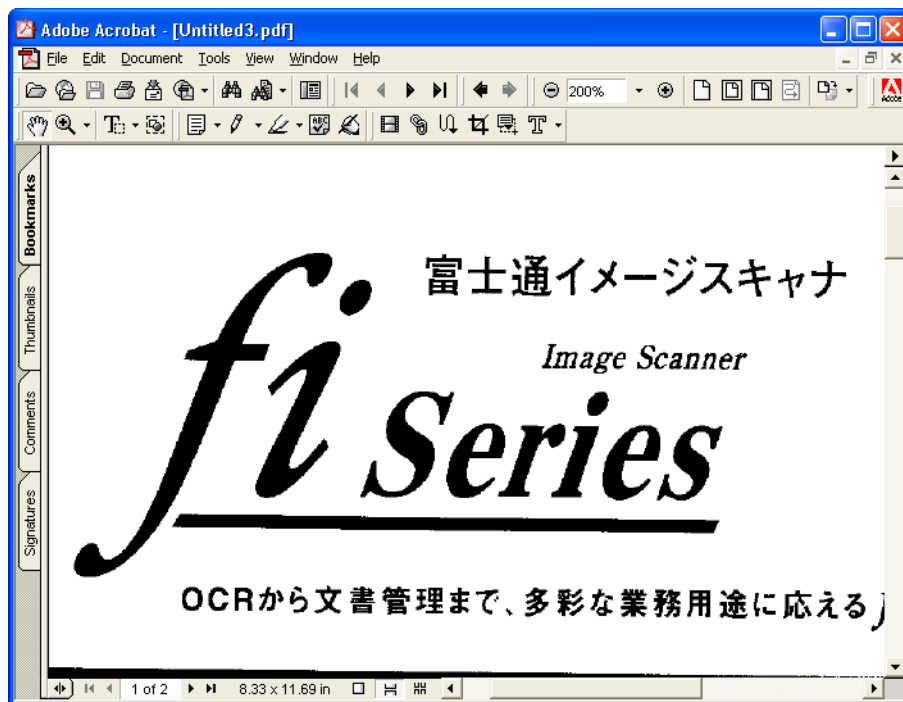 Adobe Acrobat - [Untitled3.pdf]
File Edit Document Tools View Window Help
200%
Adobe
Bookmarks
Thumbnails
Comments
Signatures
富士通イメージスキャナ
Image Scanner
fi Series
OCRから文書管理まで、多彩な業務用途に応える
1 of 2 8.33 x 11.69 in